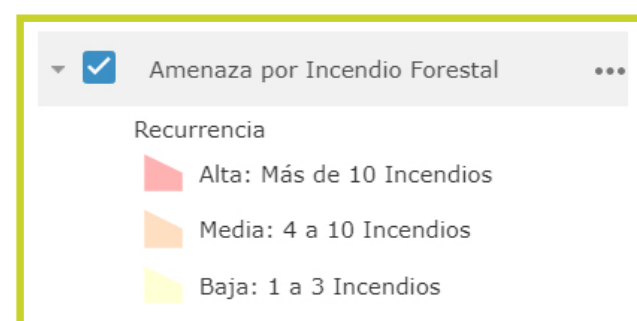 Amenaza por Incendio Forestal
Recurrencia
Alta: Más de 10 Incendios
Media: 4 a 10 Incendios
Baja: 1 a 3 Incendios